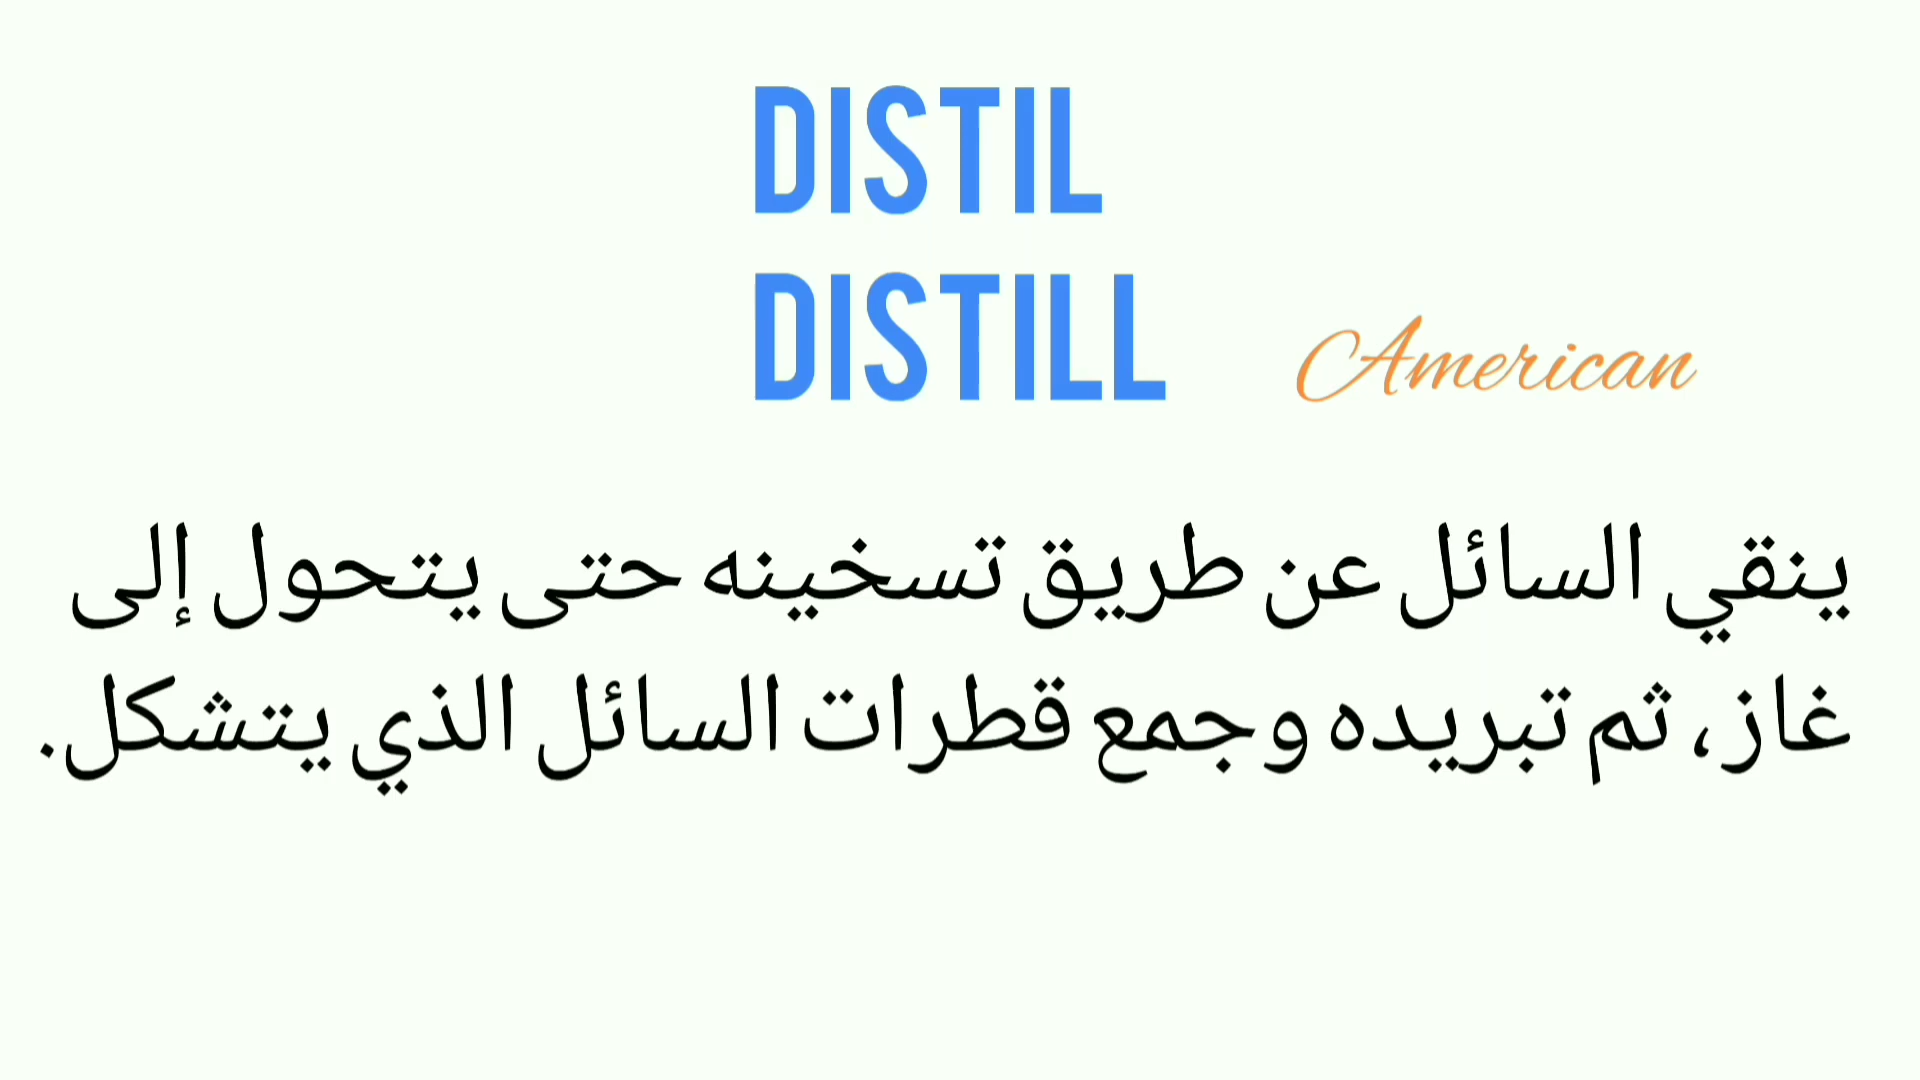 DISTIL
DISTILL American
ينقي السائل عن طريق تسخينه حتى يتحول إلى
غاز، ثم تبريده وجمع قطرات السائل الذي يتشكل.